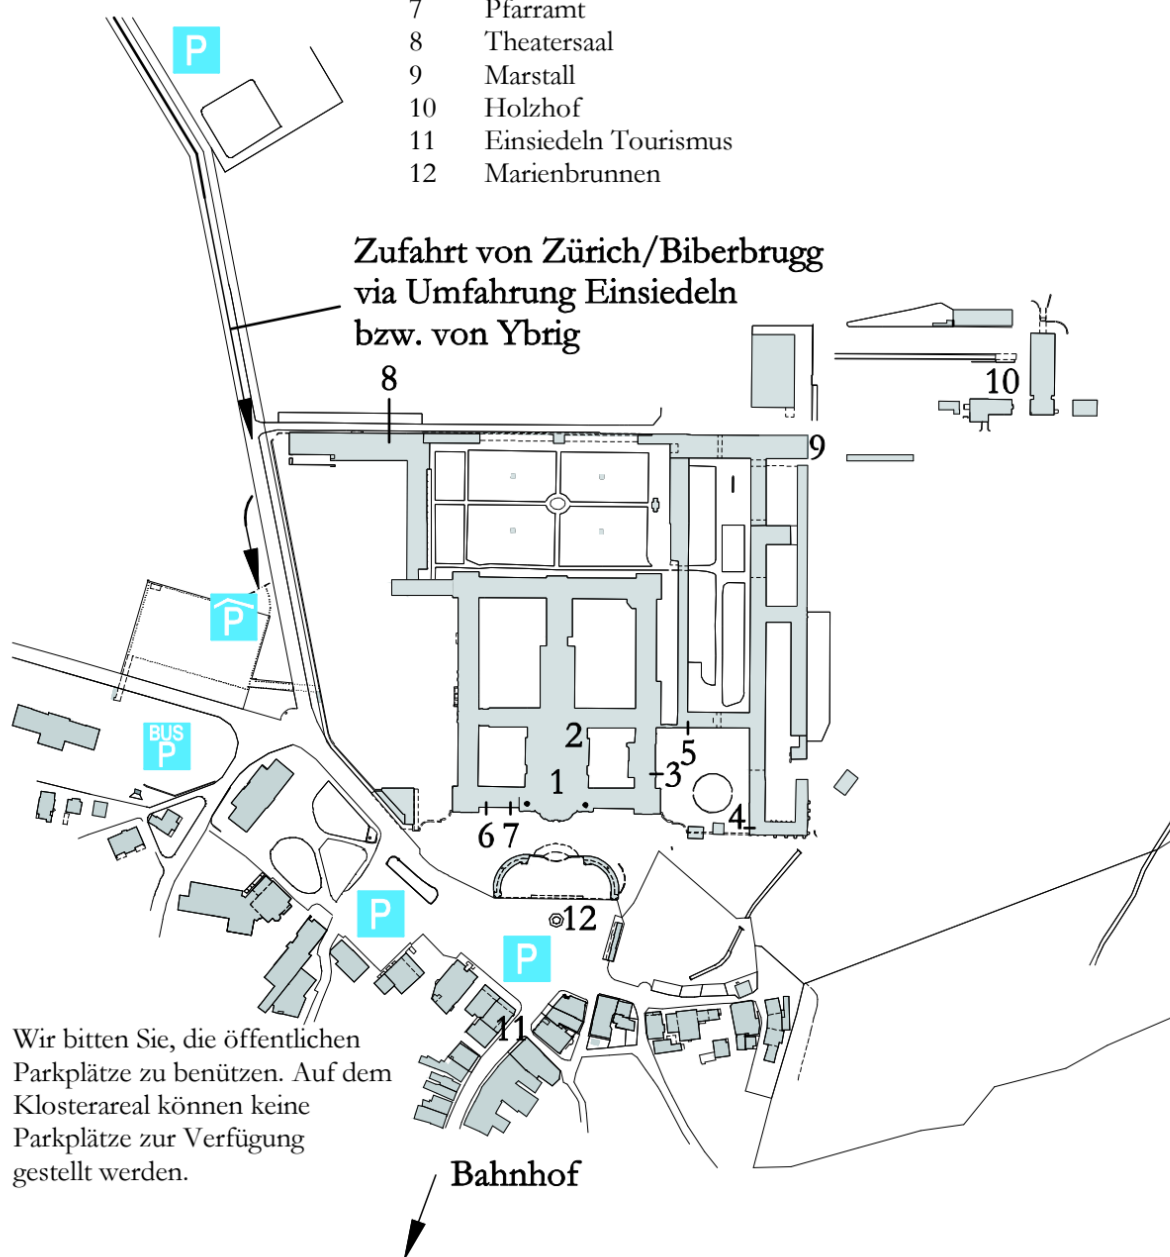 7 Pfarramt
P
8 Theatersaal
9 Marstall
10 Holzhof
11 Einsiedeln Tourismus
12 Marienbrunnen
Zufahrt von Zürich/Biberbrugg
via Umfahrung Einsiedeln
bzw. von Ybrig
8
10
9
P
BUS
P
2
5
1
3
4
6 7
P
12
P
11
Wir bitten Sie, die öffentlichen
Parkplätze zu benützen. Auf dem
Klosterareal können keine
Parkplätze zur Verfügung
gestellt werden.
Bahnhof